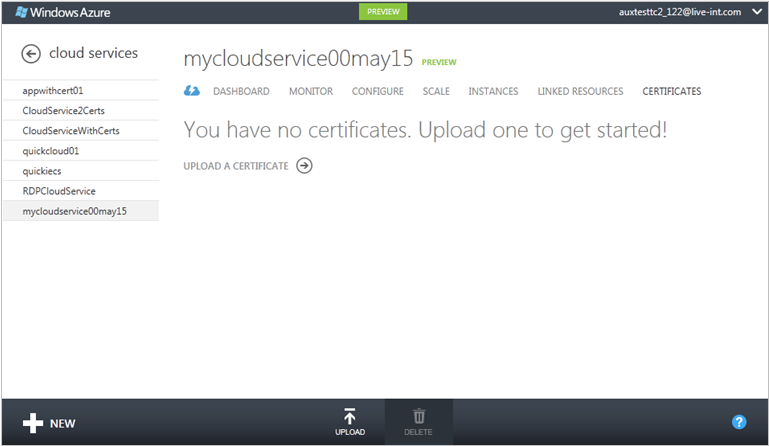 Windows Azure
PREVIEW
auxtesttc2_122@live-int.com
cloud services
appwithcert01
CloudService2Certs
CloudServiceWithCerts
quickcloud01
quickiecs
RDPCloudService
mycloudservice00may15
mycloudservice00may15 PREVIEW
DASHBOARD MONITOR CONFIGURE SCALE INSTANCES LINKED RESOURCES CERTIFICATES
You have no certificates. Upload one to get started!
UPLOAD A CERTIFICATE
NEW
UPLOAD
DELETE
?